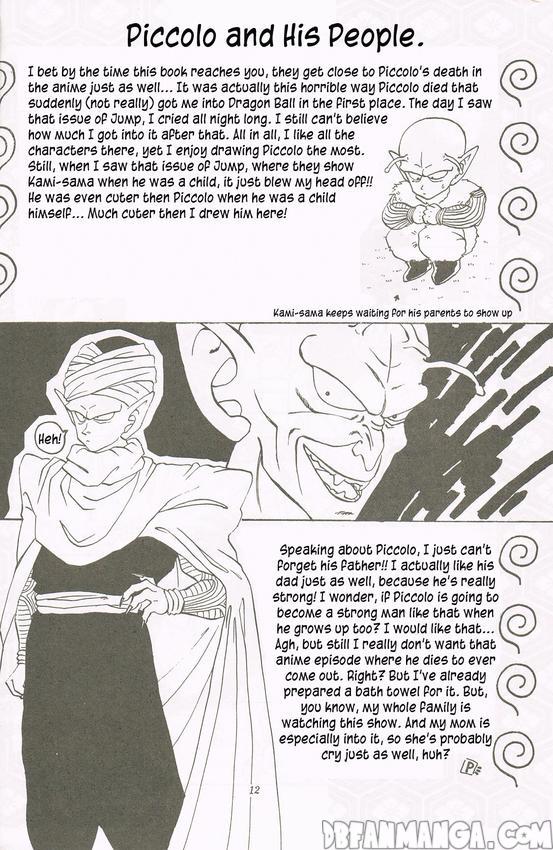 Piccolo and His People.
I bet by the time this book reaches you, they get close to Piccolo's death in
the anime just as well... It was actually this horrible way Piccolo died that
suddenly (not really) got me into Dragon Ball in the first place. The day I saw
that issue of Jump, I cried all night long. I still can't believe
how much I got into it after that. All in all, I like all the
characters there, yet I enjoy drawing Piccolo the most.
Still, when I saw that issue of Jump, where they show
Kami-sama when he was a child, it just blew my head off!!
He was even cuter then Piccolo when he was a child
himself... Much cuter then I drew him here!
Kami-sama keeps waiting for his parents to show up
Heh!
Speaking about Piccolo, I just can't
forget his father!! I actually like his
dad just as well, because he's really
strong! I wonder, if Piccolo is going to
become a strong man like that when
he grows up too? I would like that...
Agh, but still I really don't want that
anime episode where he dies to ever
come out. Right? But I've already
prepared a bath towel for it. But,
you know, my whole family is
watching this show. And my mom is
especially into it, so she's probably
cry just as well, huh?
P
12
DBFANMANGA.COM